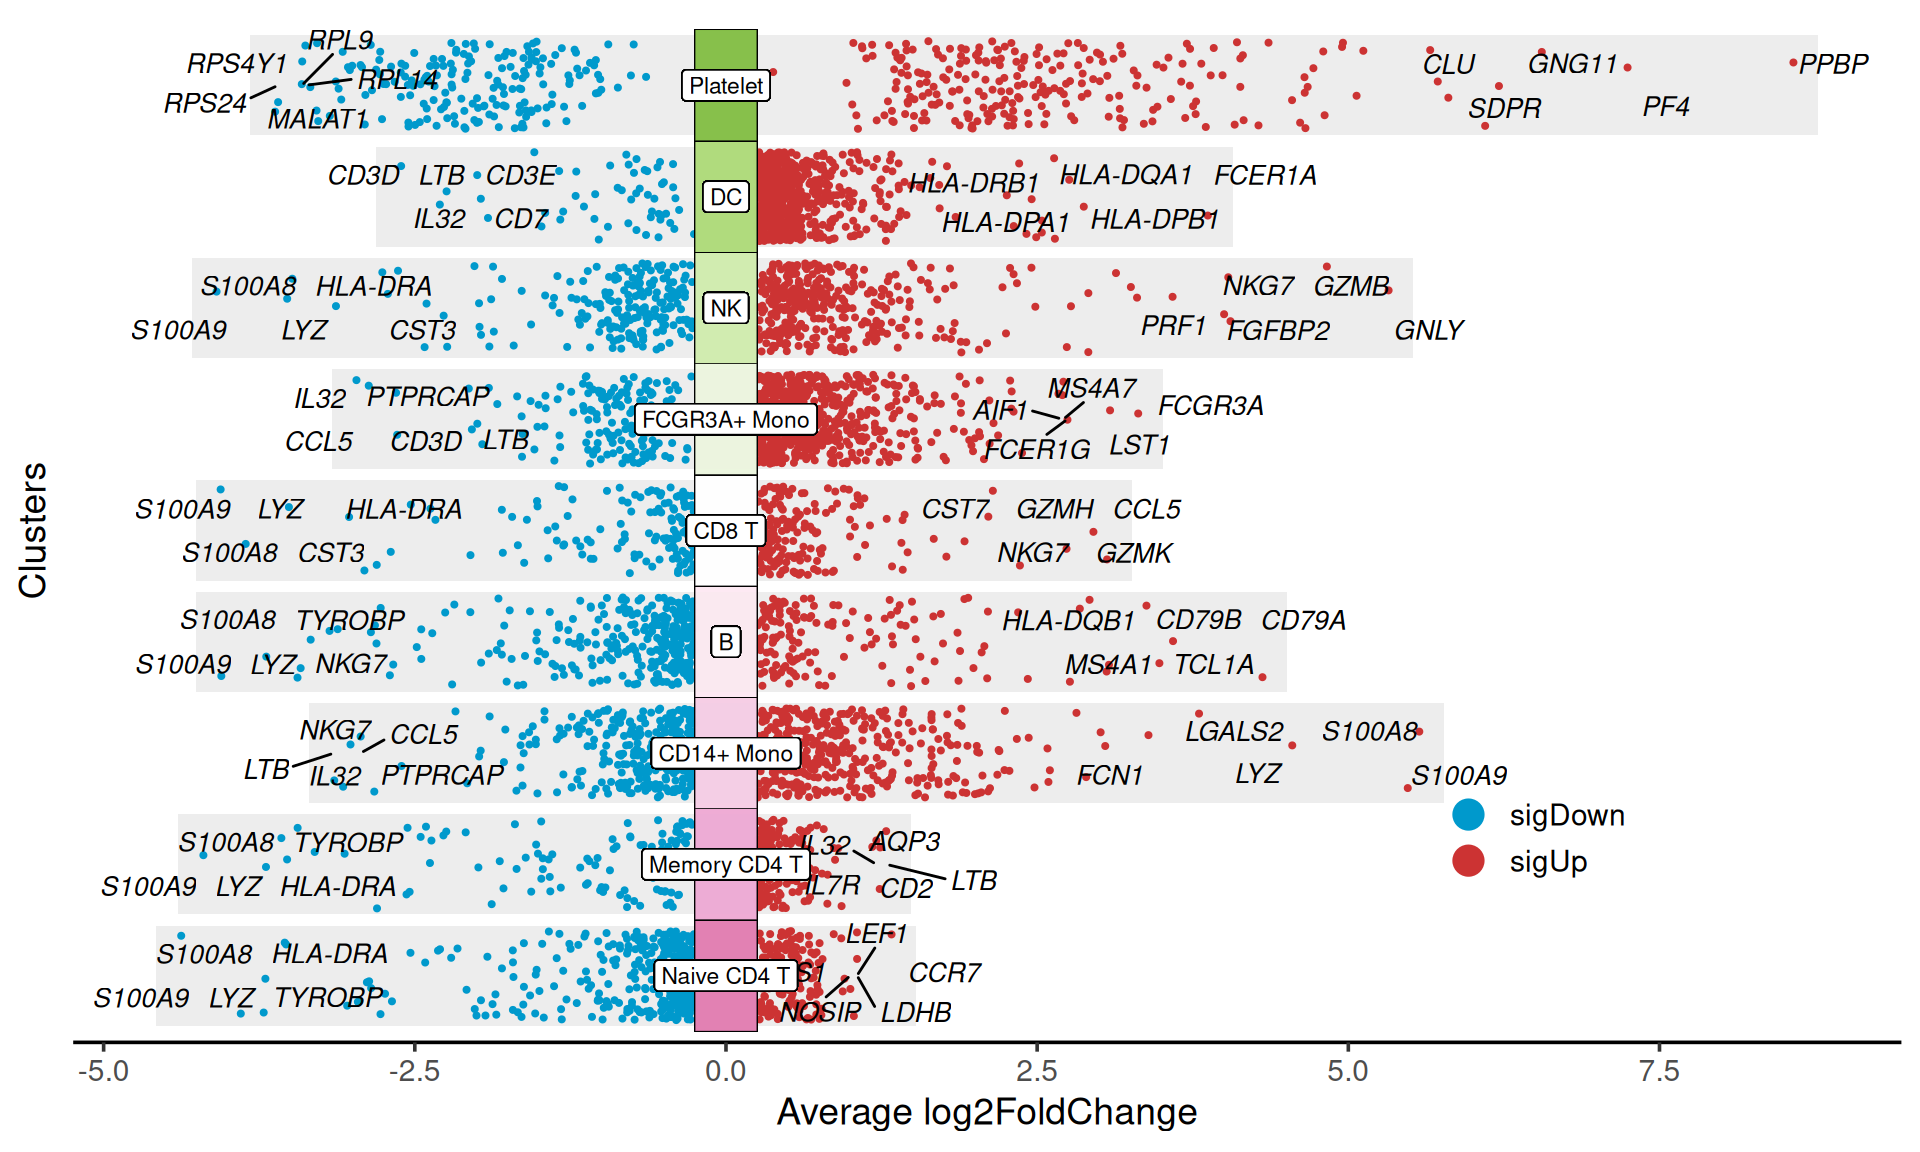 RPL9
RPS4Y1
RPL14
RPS24
MALAT1
Platelet
CLU
GNG11
PPBP
SDPR
PF4
CD3D
LTB
CD3E
IL32
CD7
DC
HLA-DRB1
HLA-DQA1
FCER1A
HLA-DPA1
HLA-DPB1
S100A8
HLA-DRA
S100A9
LYZ
CST3
NK
NKG7
GZMB
PRF1
FGFBP2
GNLY
IL32
PTPRCAP
CCL5
CD3D
LTB
FCGR3A+ Mono
MS4A7
AIF1
FCGR3A
FCER1G
LST1
S100A9
LYZ
HLA-DRA
S100A8
CST3
CD8 T
CST7
GZMH
CCL5
NKG7
GZMK
S100A8
TYROBP
S100A9
LYZ
NKG7
B
HLA-DQB1
CD79B
CD79A
MS4A1
TCL1A
NKG7
CCL5
LTB
IL32
PTPRCAP
CD14+ Mono
LGALS2
S100A8
FCN1
LYZ
S100A9
S100A8
TYROBP
S100A9
LYZ
HLA-DRA
Memory CD4 T
IL32
AQP3
IL7R
CD2
LTB
S100A8
HLA-DRA
S100A9
LYZ
TYROBP
Naive CD4 T
LEF1
CCR7
NOSIP
LDHB
Clusters
sigDown
sigUp
-5.0
-2.5
0.0
2.5
5.0
7.5
Average log2FoldChange